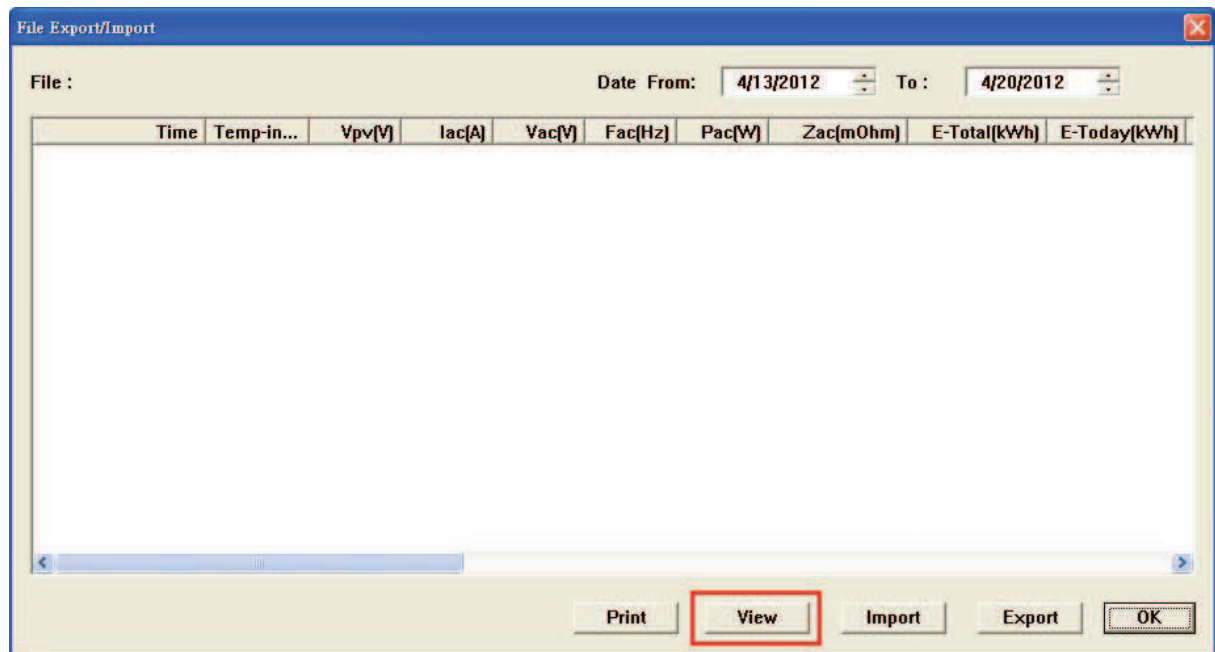 File Export/Import
File : Date From: 4/13/2012 To : 4/20/2012
Time Temp-in... Vpv(V) Iac(A) Vac(V) Fac(Hz) Pac(W) Zac(mOhm) E-Total(kWh) E-Today(kWh)
Print View Import Export OK